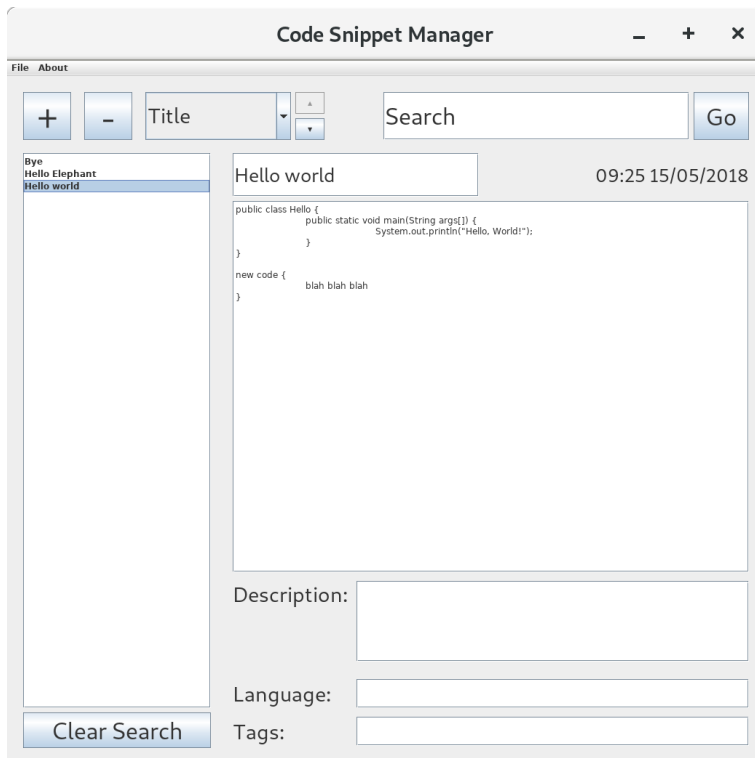 Code Snippet Manager
File About
+ - Title Search Go
Bye
Hello Elephant
Hello world
Hello world 09:25 15/05/2018
public class Hello {
public static void main(String args[]) {
System.out.println("Hello, World!");
}
}
new code {
blah blah blah
}
Description:
Language:
Clear Search
Tags: